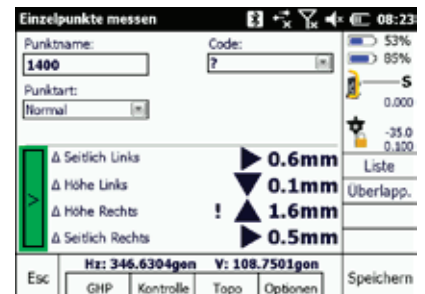 Einzelpunkte messen 08:23
Punktname: Code:
1400 ?
Punktart:
Normal
53%
85%
S
0.000
-35.0
0.100
Liste
Überlapp.
> Δ Seitlich Links 0.6mm
Δ Höhe Links 0.1mm
Δ Höhe Rechts ! 1.6mm
Δ Seitlich Rechts 0.5mm
Hz: 346.6304gon V: 108.7501gon
Esc GHP Kontrolle Topo Optionen Speichern